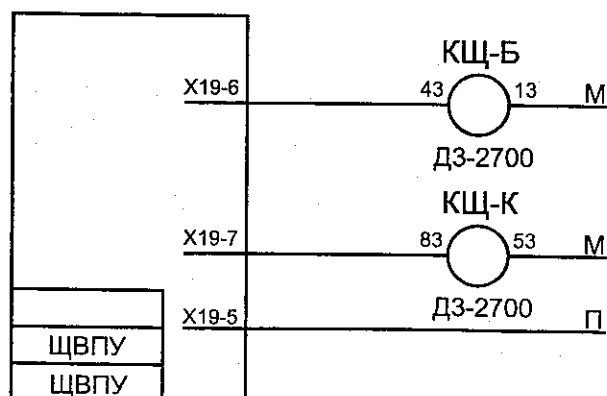 КЩ-Б
Х19-6 43 13 М
ДЗ-2700
КЩ-К
Х19-7 83 53 М
ДЗ-2700
Х19-5 П
ЩВПУ
ЩВПУ